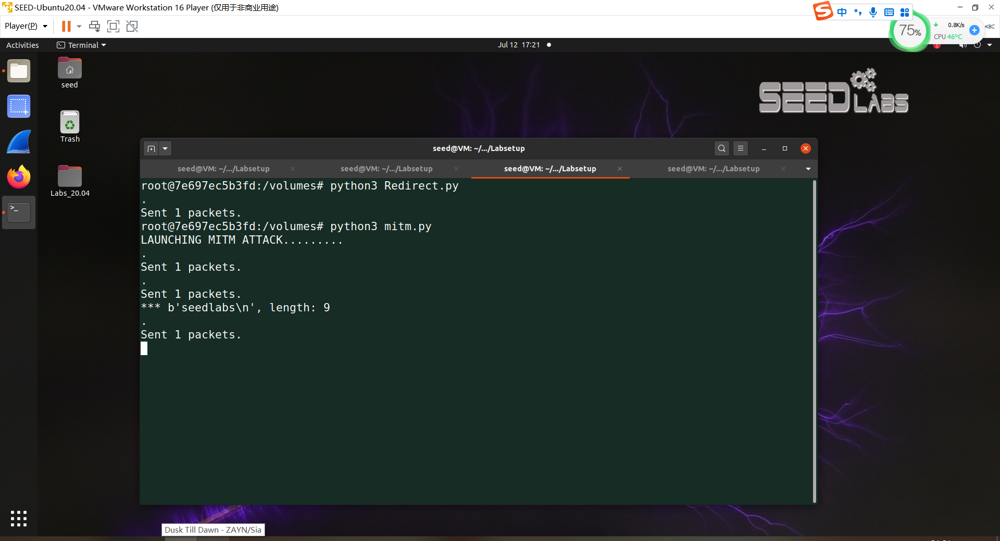 SEED-Ubuntu20.04 - VMware Workstation 16 Player (仅用于非商业用途)
中
Player(P)
75%
0.8K/s
CPU 46°C
Activities
Terminal
Jul 12 17:21
seed
Trash
Labs_20.04
SEED LABS
seed@VM: ~/.../Labsetup
seed@VM: ~/.../Labsetup
seed@VM: ~/.../Labsetup
seed@VM: ~/.../Labsetup
seed@VM: ~/.../Labsetup
root@7e697ec5b3fd:/volumes# python3 Redirect.py
.
Sent 1 packets.
root@7e697ec5b3fd:/volumes# python3 mitm.py
LAUNCHING MITM ATTACK.........
.
Sent 1 packets.
.
Sent 1 packets.
*** b'seedlabs\n', length: 9
.
Sent 1 packets.
Dusk Till Dawn - ZAYN/Sia